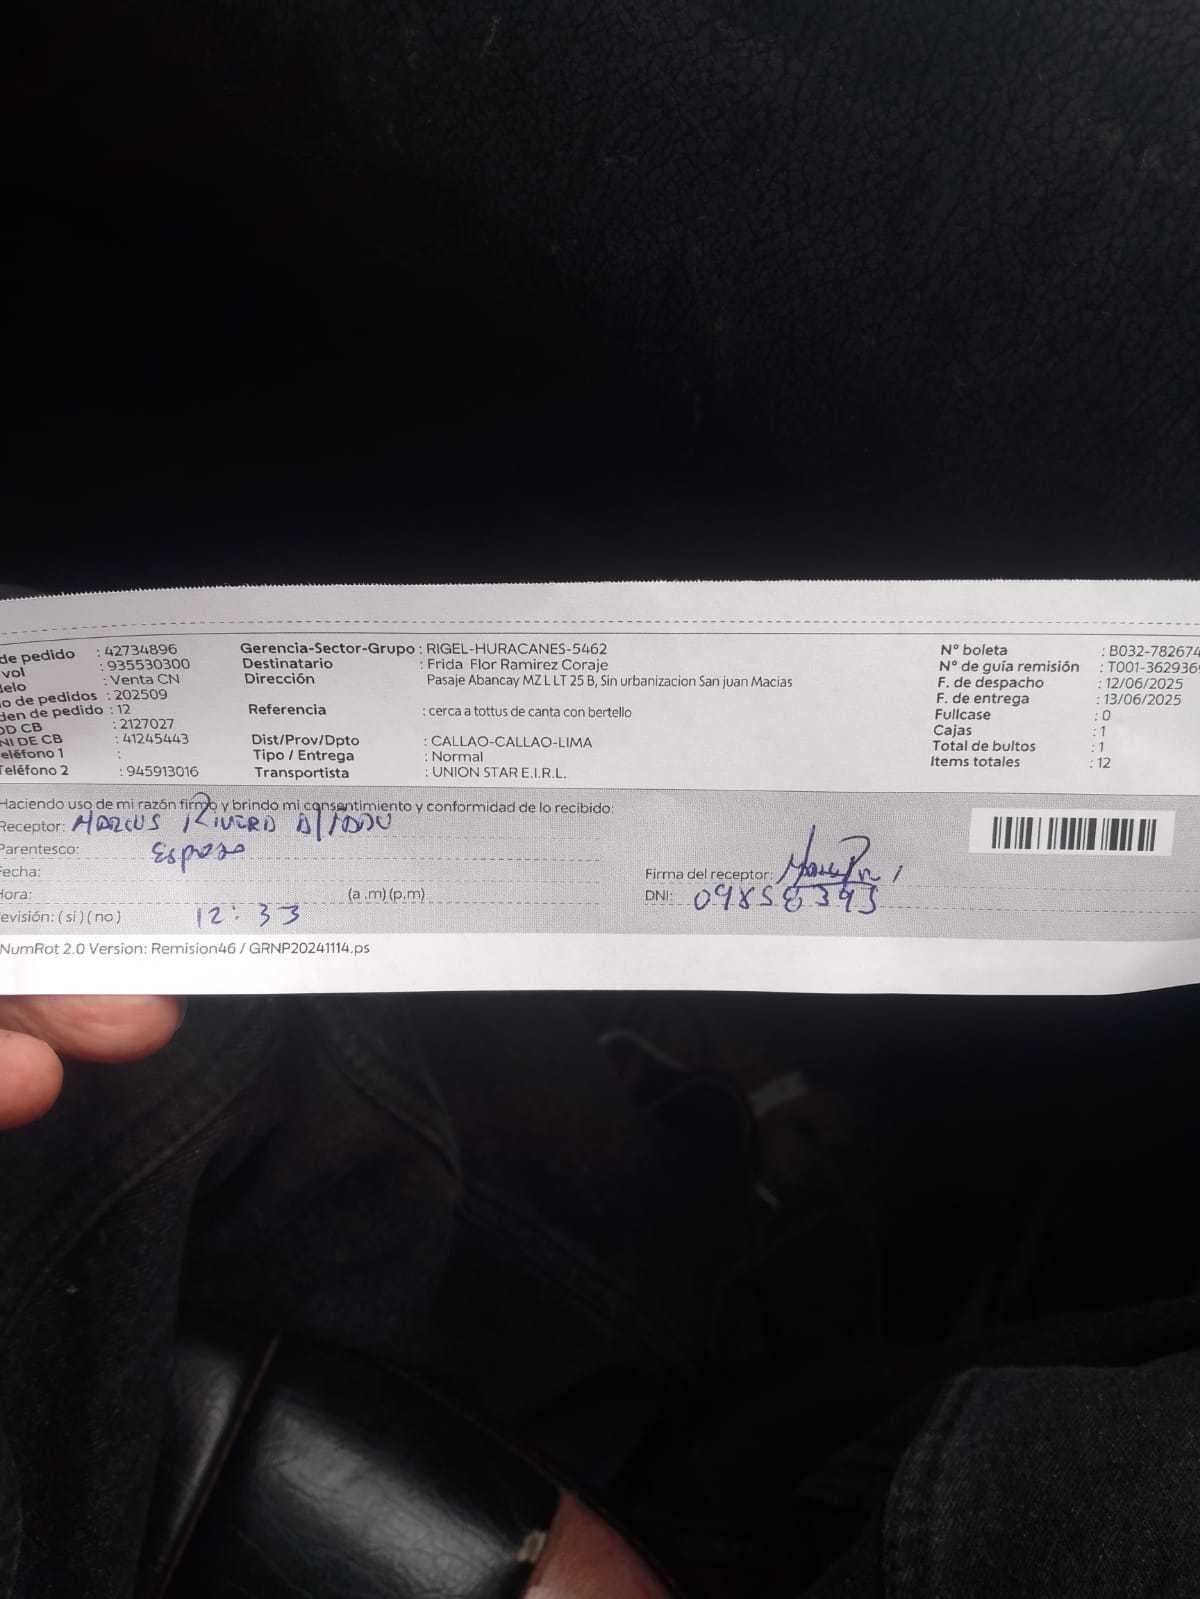 de pedido : 42734896
vol : 935530300
delo : Venta CN
o de pedidos : 202509
den de pedido : 12
OD CB : 2127027
NI DE CB : 41245443
eléfono 1 :
Teléfono 2 : 945913016
Gerencia-Sector-Grupo : RIGEL-HURACANES-5462
Destinatario : Frida Flor Ramirez Coraje
Dirección Pasaje Abancay MZ L LT 25 B, Sin urbanizacion San juan Macias
Referencia : cerca a tottus de canta con bertello
Dist/Prov/Dpto : CALLAO-CALLAO-LIMA
Tipo / Entrega : Normal
Transportista : UNION STAR E.I.R.L.
N° boleta : B032-782674
N° de guía remisión : T001-3629369
F. de despacho : 12/06/2025
F. de entrega : 13/06/2025
Fullcase : 0
Cajas : 1
Total de bultos : 1
Items totales : 12
Haciendo uso de mi razón firmo y brindo mi consentimiento y conformidad de lo recibido:
Receptor: Marcus Rivera
Parentesco: Esposo
Fecha:
Hora: (a .m) (p.m)
evisión: ( si ) ( no ) 12:33
Firma del receptor:
DNI: 09858393
NumRot 2.0 Version: Remision46 / GRNP20241114.ps